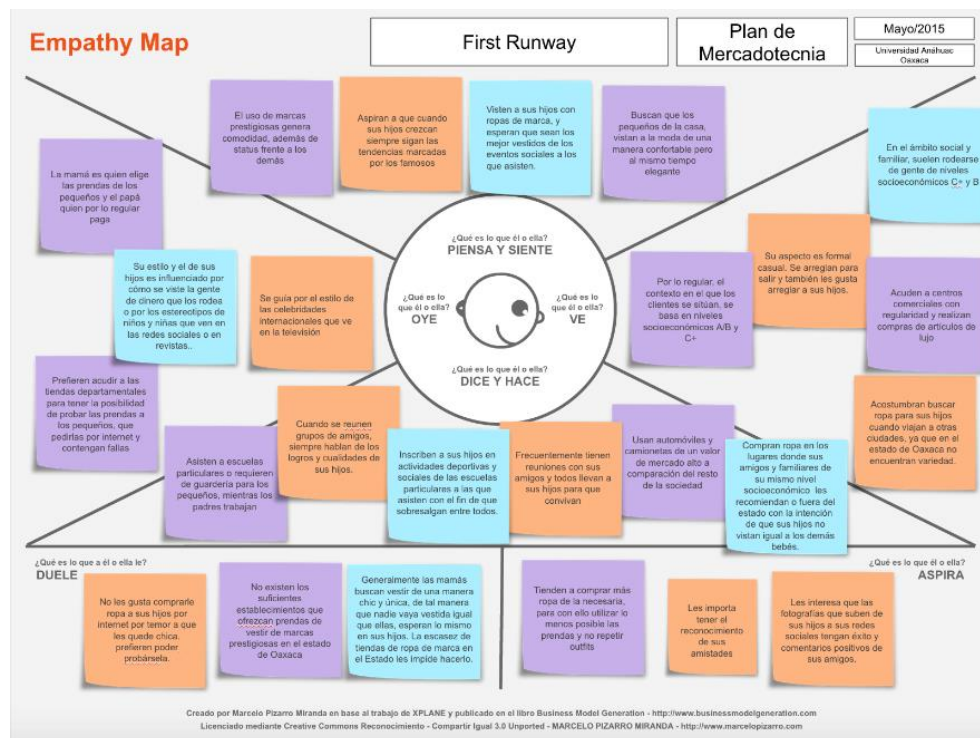 Empathy Map
First Runway
Plan de
Mercadotecnia
Mayo/2015
Universidad Anáhuac
Oaxaca
La mamá es quien elige
las prendas de los
pequeños y el papá
quien por lo regular
paga
El uso de marcas
prestigiosas genera
comodidad, además de
status frente a los
demás
Aspiran a que cuando
sus hijos crezcan
siempre sigan las
tendencias marcadas
por los famosos
Visten a sus hijos con
ropas de marca, y
esperan que sean los
mejor vestidos de los
eventos sociales a los
que asisten.
Buscan que los
pequeños de la casa,
vistan a la moda de una
manera confortable pero
al mismo tiempo
elegante
En el ámbito social y
familiar, suelen rodearse
de gente de niveles
socioeconómicos C+ y B
Su estilo y el de sus
hijos es influenciado por
cómo se viste la gente
de dinero que los rodea
o por los estereotipos de
niños y niñas que ven en
las redes sociales o en
revistas..
Se guía por el estilo de
las celebridades
internacionales que ve
en la televisión
¿Qué es lo que él o ella?
PIENSA Y SIENTE
¿Qué es lo
que él o ella?
OYE
¿Qué es lo
que él o ella?
VE
¿Qué es lo que él o ella?
DICE Y HACE
Por lo regular, el
contexto en el que los
clientes se sitúan, se
basa en niveles
socioeconómicos A/B y
C+
Su aspecto es formal
casual. Se arreglan para
salir y también les gusta
arreglar a sus hijos.
Acuden a centros
comerciales con
regularidad y realizan
compras de artículos de
lujo
Prefieren acudir a las
tiendas departamentales
para tener la posibilidad
de probar las prendas a
los pequeños, que
pedirlas por internet y
contengan fallas
Asisten a escuelas
particulares o requieren
de guardería para los
pequeños, mientras los
padres trabajan
Cuando se reunen
grupos de amigos,
siempre hablan de los
logros y cualidades de
sus hijos.
Inscriben a sus hijos en
actividades deportivas y
sociales de las escuelas
particulares a las que
asisten con el fin de que
sobresalgan entre todos.
Frecuentemente tienen
reuniones con sus
amigos y todos llevan a
sus hijos para que
convivan
Usan automóviles y
camionetas de un valor
de mercado alto a
comparación del resto
de la sociedad
Compran ropa en los
lugares donde sus
amigos y familiares de
su mismo nivel
socioeconómico les
recomiendan o fuera del
estado con la intención
de que sus hijos no
vistan igual a los demás
bebés.
Acostumbran buscar
ropa para sus hijos
cuando viajan a otras
ciudades, ya que en el
estado de Oaxaca no
encuentran variedad.
¿Qué es lo que a él o ella le?
DUELE
No les gusta comprarle
ropa a sus hijos por
internet por temor a que
les quede chica.
prefieren poder
probársela.
No existen los
suficientes
establecimientos que
ofrezcan prendas de
vestir de marcas
prestigiosas en el estado
de Oaxaca
Generalmente las mamás
buscan vestir de una manera
chic y única, de tal manera
que nadie vaya vestida igual
que ellas, esperan lo mismo
en sus hijos. La escasez de
tiendas de ropa de marca en
el Estado les impide hacerlo.
¿Qué es lo que él o ella?
ASPIRA
Tienden a comprar más
ropa de la necesaria,
para con ello utilizar lo
menos posible las
prendas y no repetir
outfits
Les importa
tener el
reconocimiento
de sus
amistades
Les interesa que las
fotografías que suben de
sus hijos a sus redes
sociales tengan éxito y
comentarios positivos de
sus amigos.
Creado por Marcelo Pizarro Miranda en base al trabajo de XPLANE y publicado en el libro Business Model Generation - http://www.businessmodelgeneration.com
Licenciado mediante Creative Commons Reconocimiento - Compartir Igual 3.0 Unported - MARCELO PIZARRO MIRANDA - http://www.marcelopizarro.com